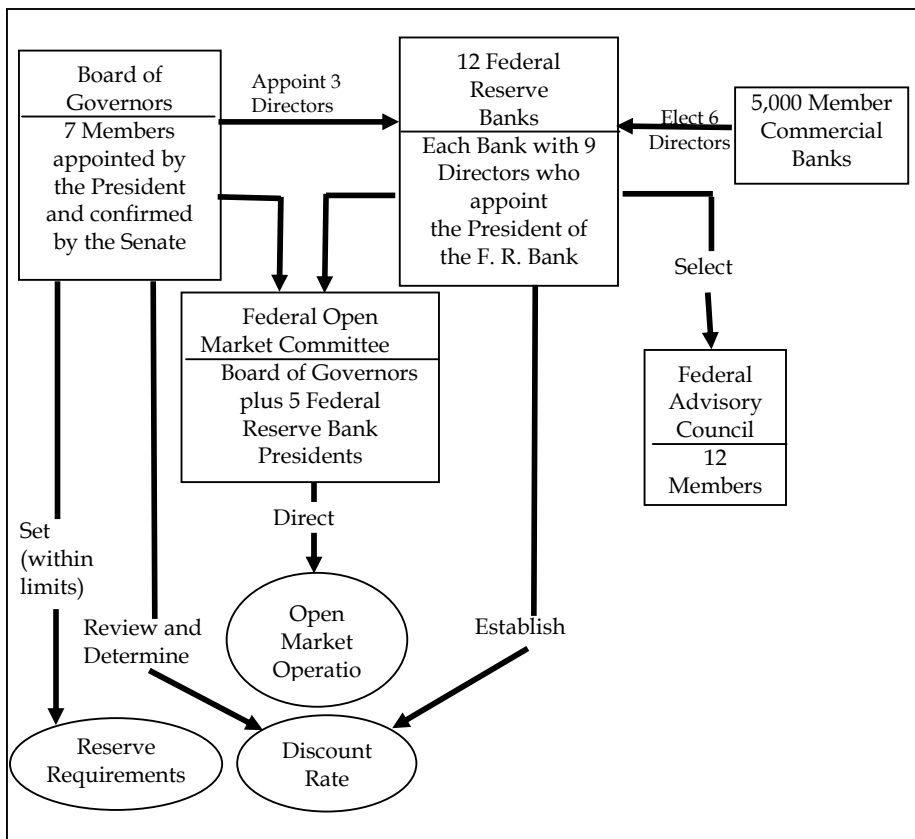 Board of
Governors
7 Members
appointed by
the President
and confirmed
by the Senate
Appoint 3
Directors
12 Federal
Reserve
Banks
Each Bank with 9
Directors who
appoint
the President of
the F. R. Bank
Elect 6
Directors
5,000 Member
Commercial
Banks
Select
Federal Open
Market Committee
Board of Governors
plus 5 Federal
Reserve Bank
Presidents
Federal
Advisory
Council
12
Members
Direct
Set
(within
limits)
Review and
Determine
Open
Market
Operatio
Establish
Reserve
Requirements
Discount
Rate